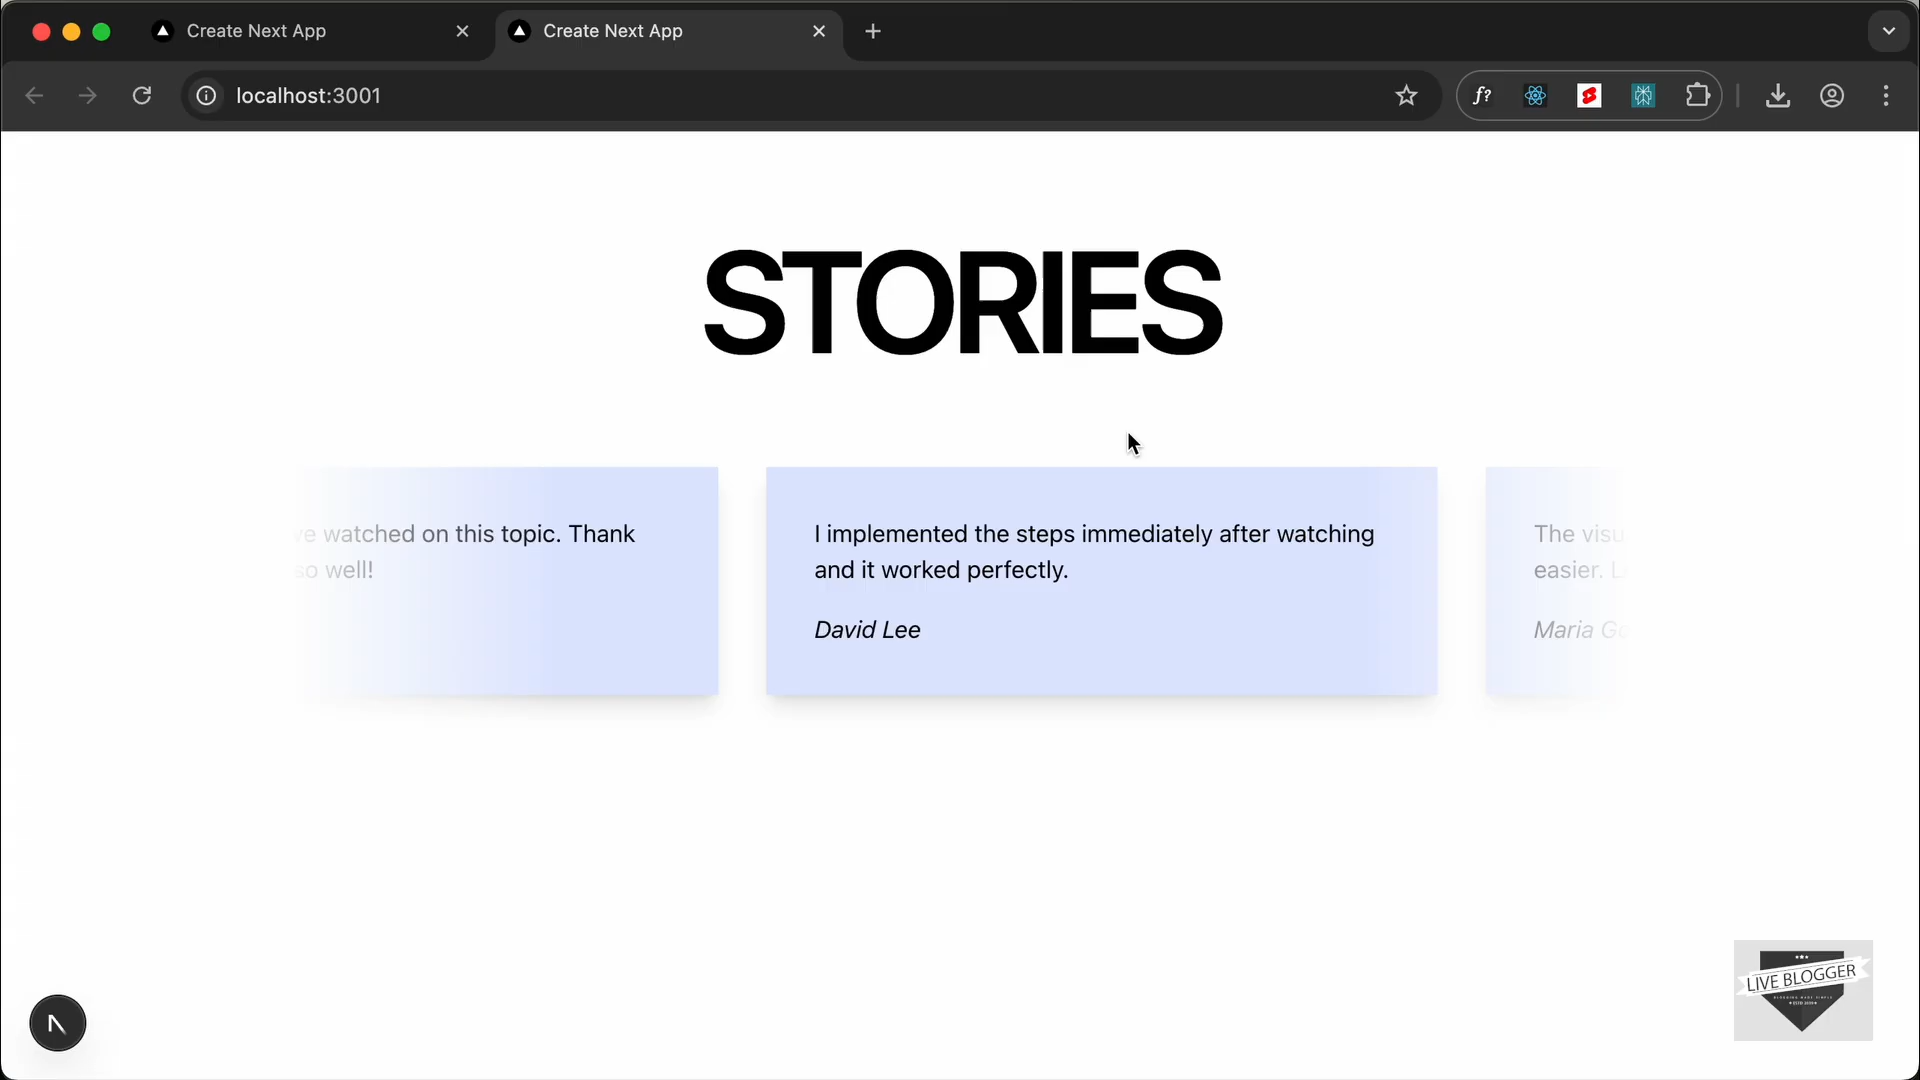 Create Next App
Create Next App
localhost:3001
f?
STORIES
watched on this topic. Thank
so well!
I implemented the steps immediately after watching
and it worked perfectly.
David Lee
The
easier.
Maria
LIVE BLOGGER